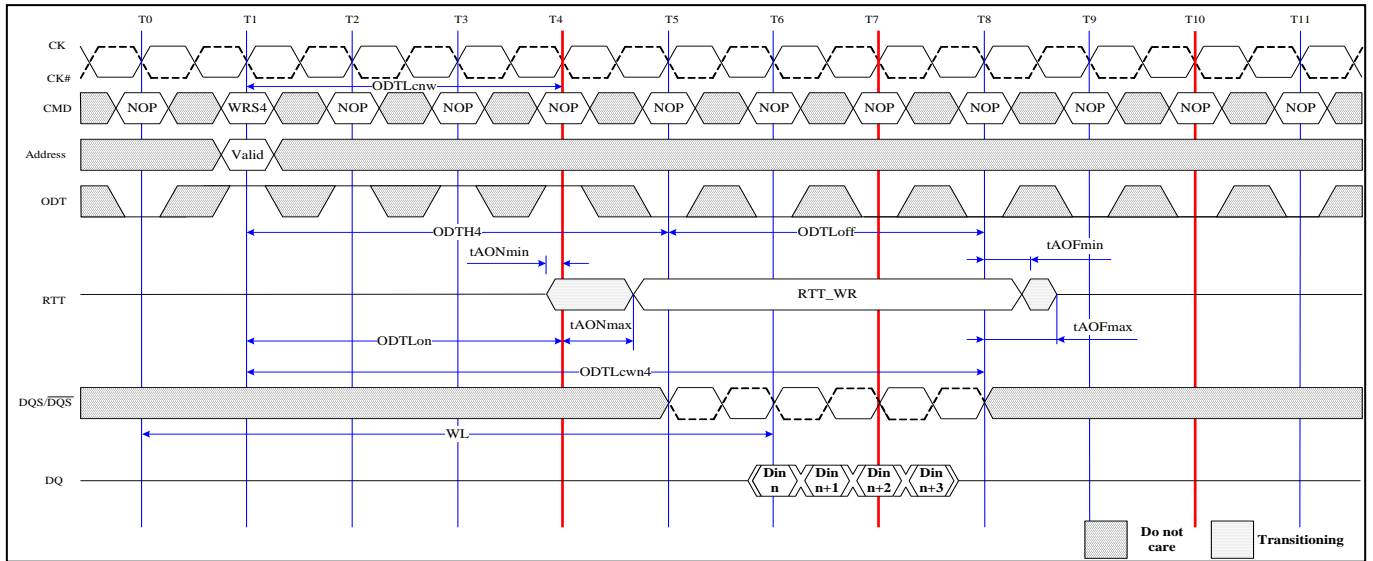 T0 T1 T2 T3 T4 T5 T6 T7 T8 T9 T10 T11
CK
CK#
ODTLcnw
CMD NOP WRS4 NOP NOP NOP NOP NOP NOP NOP NOP NOP NOP
Address Valid
ODT
ODTH4 ODTLoff
tAONmin tAOFmin
RTT RTT_WR
tAONmax tAOFmax
ODTLon
ODTLcwn4
DQS/DQS
WL
DQ Din n Din n+1 Din n+2 Din n+3
Do not care Transitioning